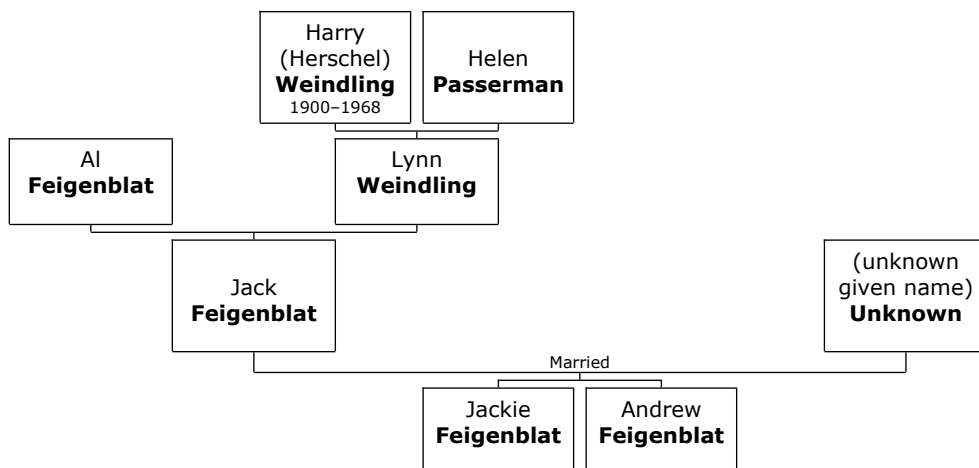 Harry
(Herschel)
Weindling
1900–1968
Helen
Passerman
Al
Feigenblat
Lynn
Weindling
Jack
Feigenblat
(unknown
given name)
Unknown
Married
Jackie
Feigenblat
Andrew
Feigenblat